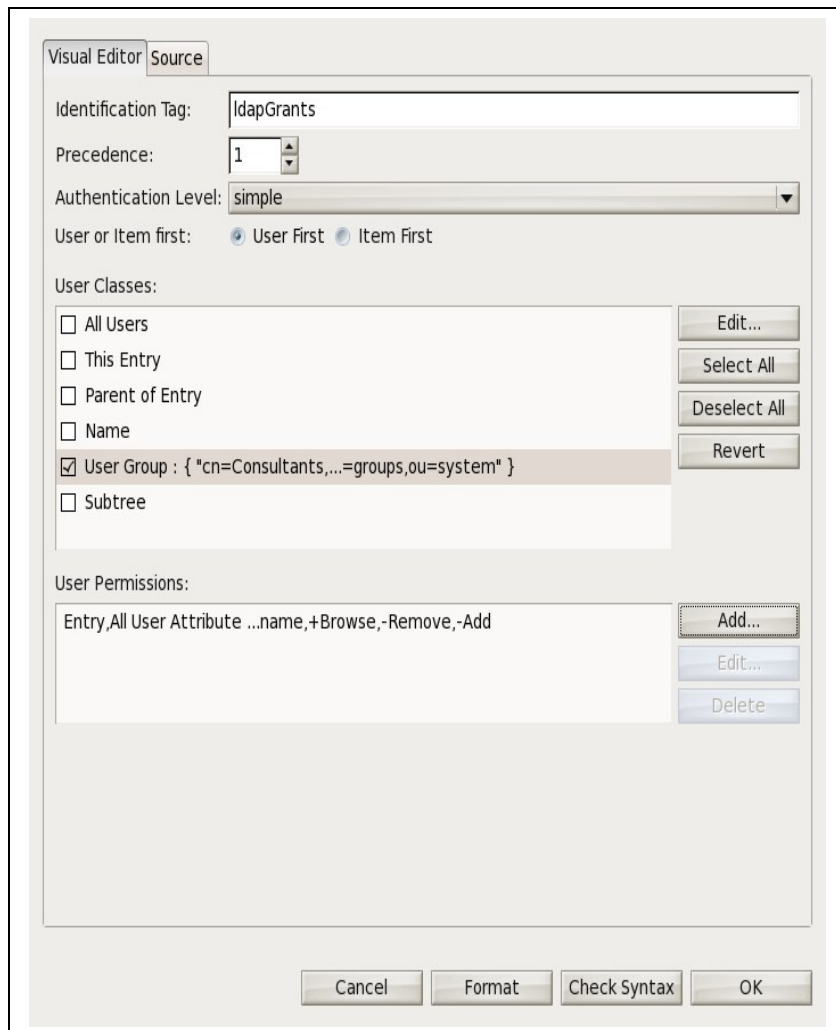 Visual Editor Source
Identification Tag: ldapGrants
Precedence: 1
Authentication Level: simple
User or Item first: User First Item First
User Classes:
All Users
This Entry
Parent of Entry
Name
User Group : { "cn=Consultants,...=groups,ou=system" }
Subtree
Edit...
Select All
Deselect All
Revert
User Permissions:
Entry,All User Attribute ...name,+Browse,-Remove,-Add
Add...
Edit...
Delete
Cancel Format Check Syntax OK